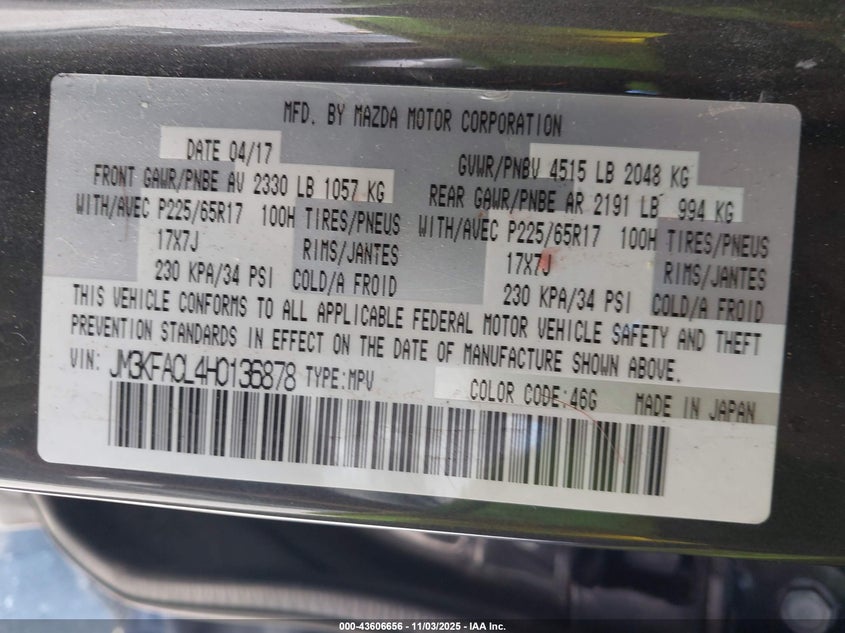 MFD. BY MAZDA MOTOR CORPORATION
DATE 04/17 GVWR/PNBV 4515 LB 2048 KG
FRONT GAWR/PNBE AV 2330 LB 1057 KG REAR GAWR/PNBE AR 2191 LB 994 KG
WITH/AVEC P225/65R17 100H TIRES/PNEUS WITH/AVEC P225/65R17 100H TIRES/PNEUS
17X7J RIMS/JANTES 17X7J RIMS/JANTES
230 KPA/34 PSI COLD/A FROID 230 KPA/34 PSI COLD/A FROID
THIS VEHICLE CONFORMS TO ALL APPLICABLE FEDERAL MOTOR VEHICLE SAFETY AND THEFT
PREVENTION STANDARDS IN EFFECT ON THE DATE OF MANUFACTURE SHOWN ABOVE.
VIN: JM3KFACL4H0136878 TYPE:MPV
COLOR CODE:46G MADE IN JAPAN
000-43606656 - 11/03/2025 - IAA Inc.